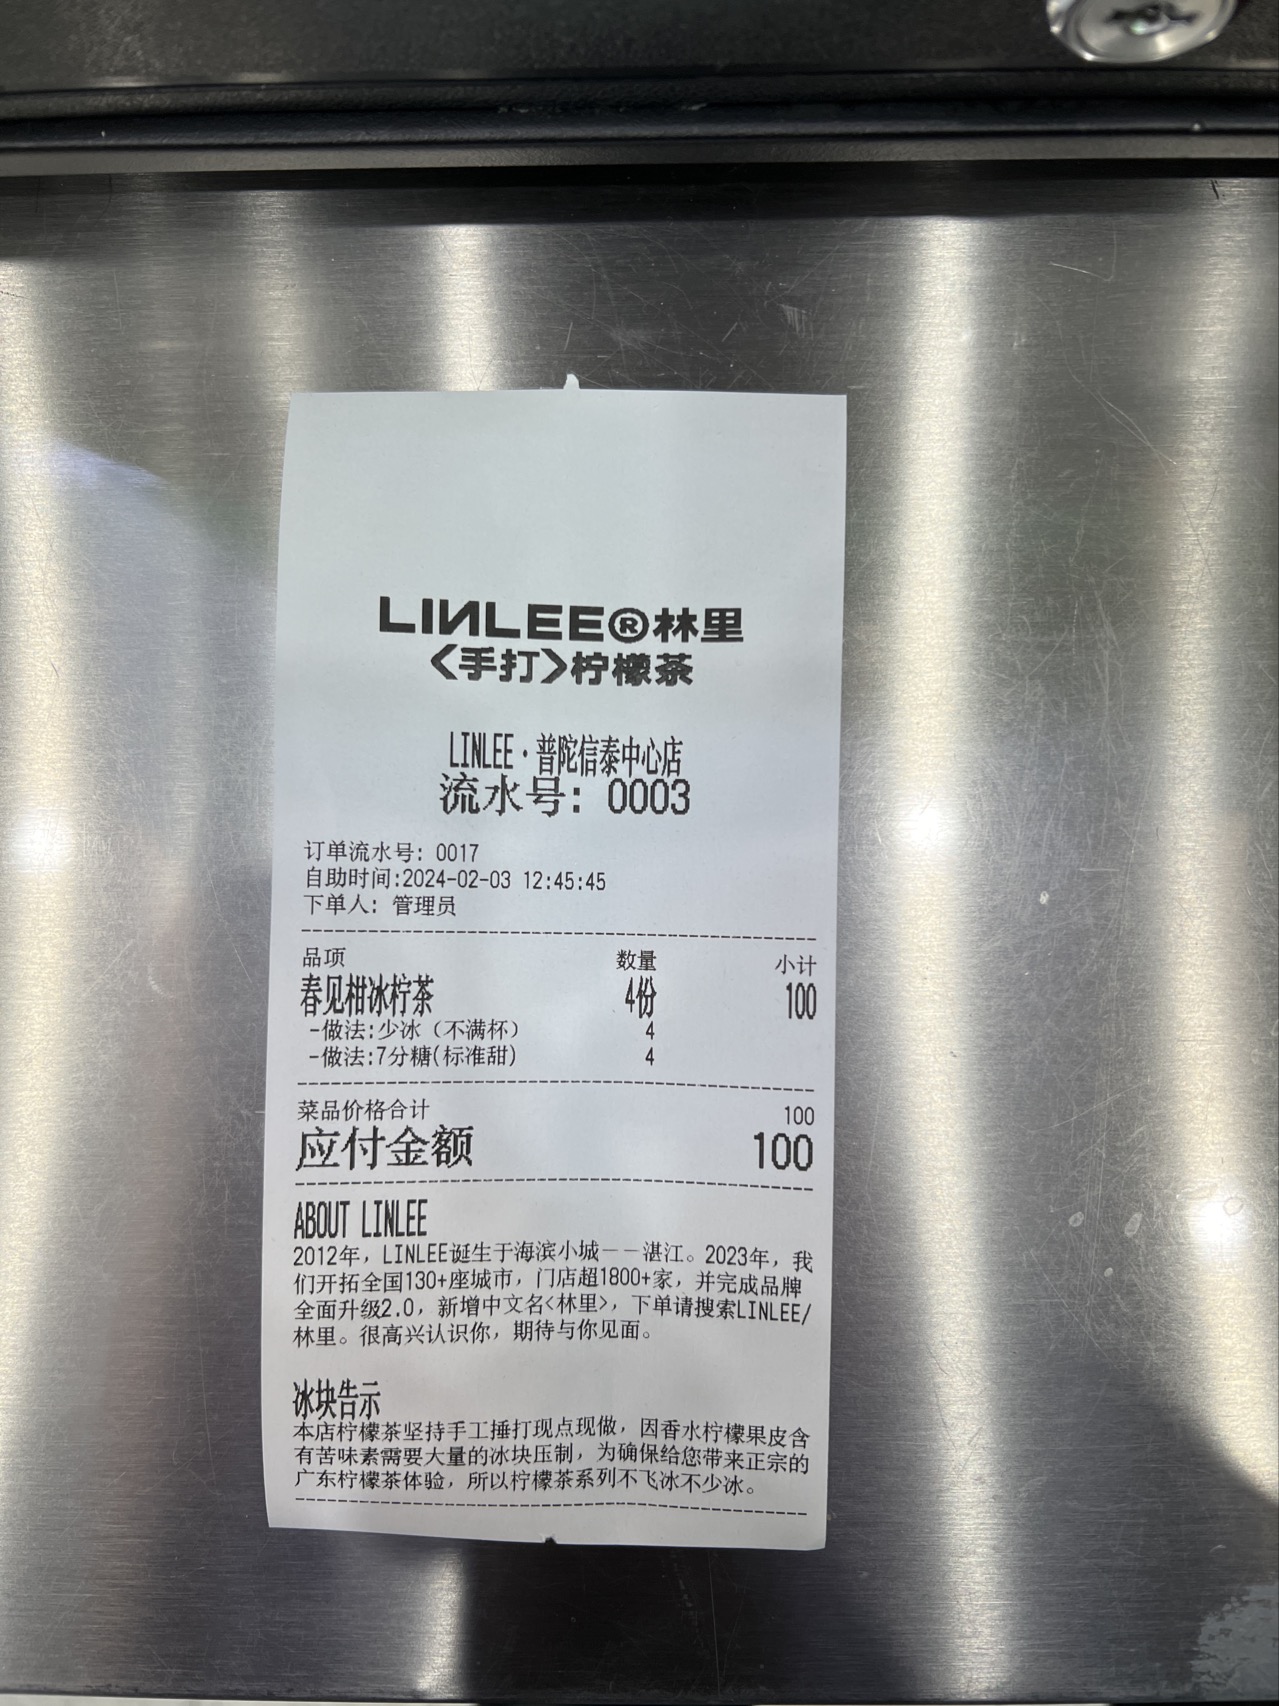 LINLEE®林里
<手打>柠檬茶
LINLEE·普陀信泰中心店
流水号: 0003
订单流水号: 0017
自助时间:2024-02-03 12:45:45
下单人: 管理员
品项 数量 小计
春见柑冰柠茶 4份 100
-做法:少冰（不满杯） 4
-做法:7分糖(标准甜) 4
菜品价格合计 100
应付金额 100
ABOUT LINLEE
2012年，LINLEE诞生于海滨小城——湛江。2023年，我
们开拓全国130+座城市，门店超1800+家，并完成品牌
全面升级2.0，新增中文名<林里>，下单请搜索LINLEE/
林里。很高兴认识你，期待与你见面。
冰块告示
本店柠檬茶坚持手工捶打现点现做，因香水柠檬果皮含
有苦味素需要大量的冰块压制，为确保给您带来正宗的
广东柠檬茶体验，所以柠檬茶系列不飞冰不少冰。